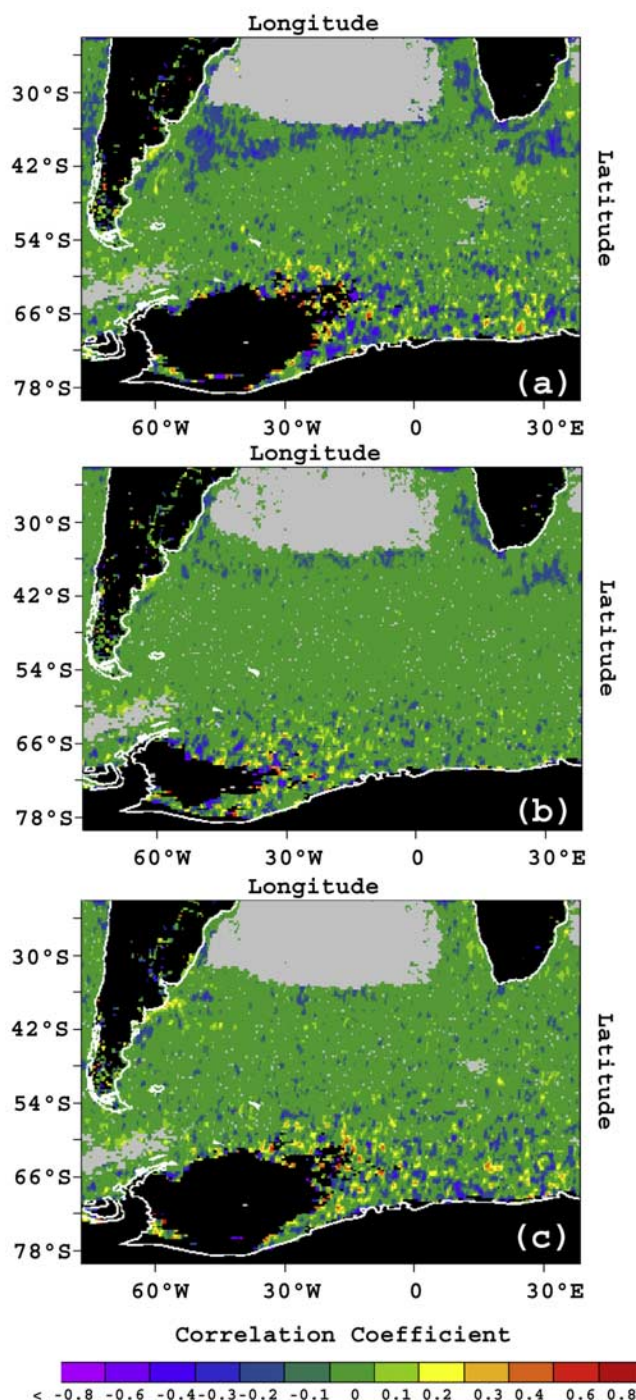 Longitude
30°S
42°S
54°S
66°S
78°S
Latitude
(a)
60°W 30°W 0 30°E
Longitude
30°S
42°S
54°S
66°S
78°S
Latitude
(b)
60°W 30°W 0 30°E
Longitude
30°S
42°S
54°S
66°S
78°S
Latitude
(c)
60°W 30°W 0 30°E
Correlation Coefficient
< -0.8 -0.6 -0.4 -0.3 -0.2 -0.1 0 0.1 0.2 0.3 0.4 0.6 0.8